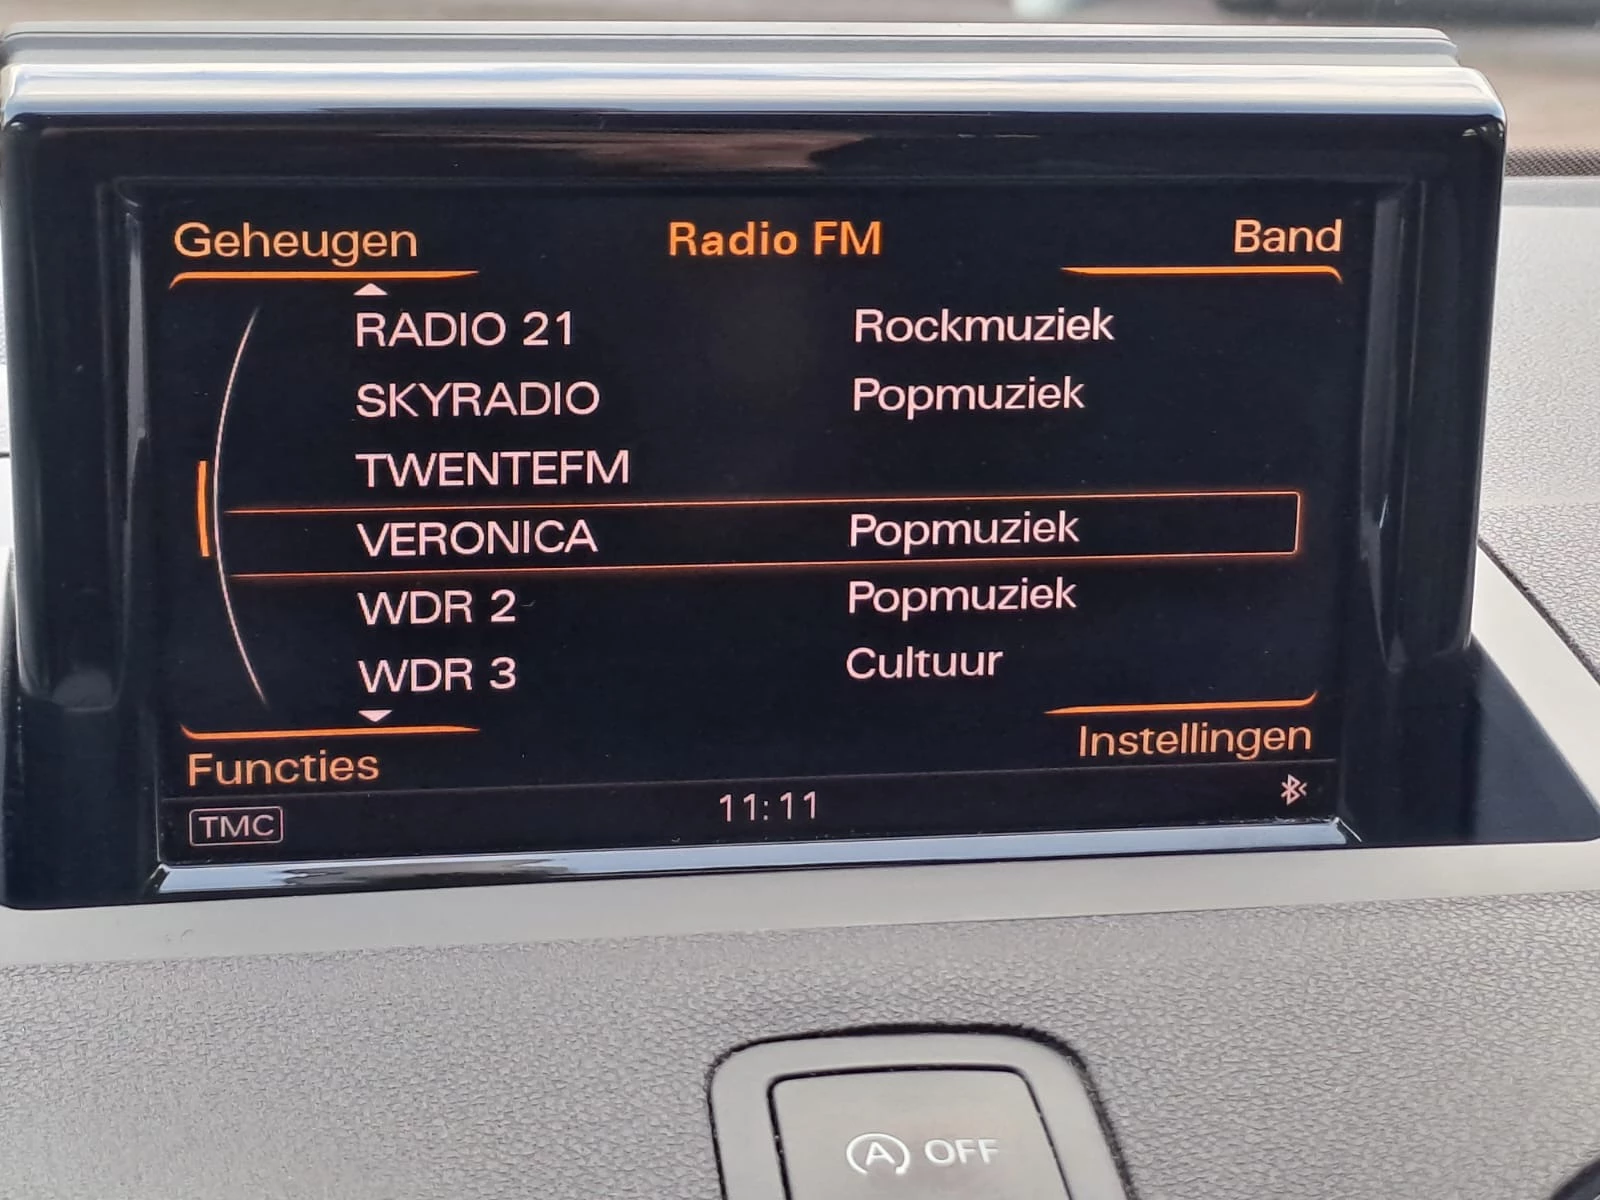 Geheugen Radio FM Band
RADIO 21 Rockmuziek
SKYRADIO Popmuziek
TWENTEFM
VERONICA Popmuziek
WDR 2 Popmuziek
WDR 3 Cultuur
Functies Instellingen
TMC 11:11
A OFF